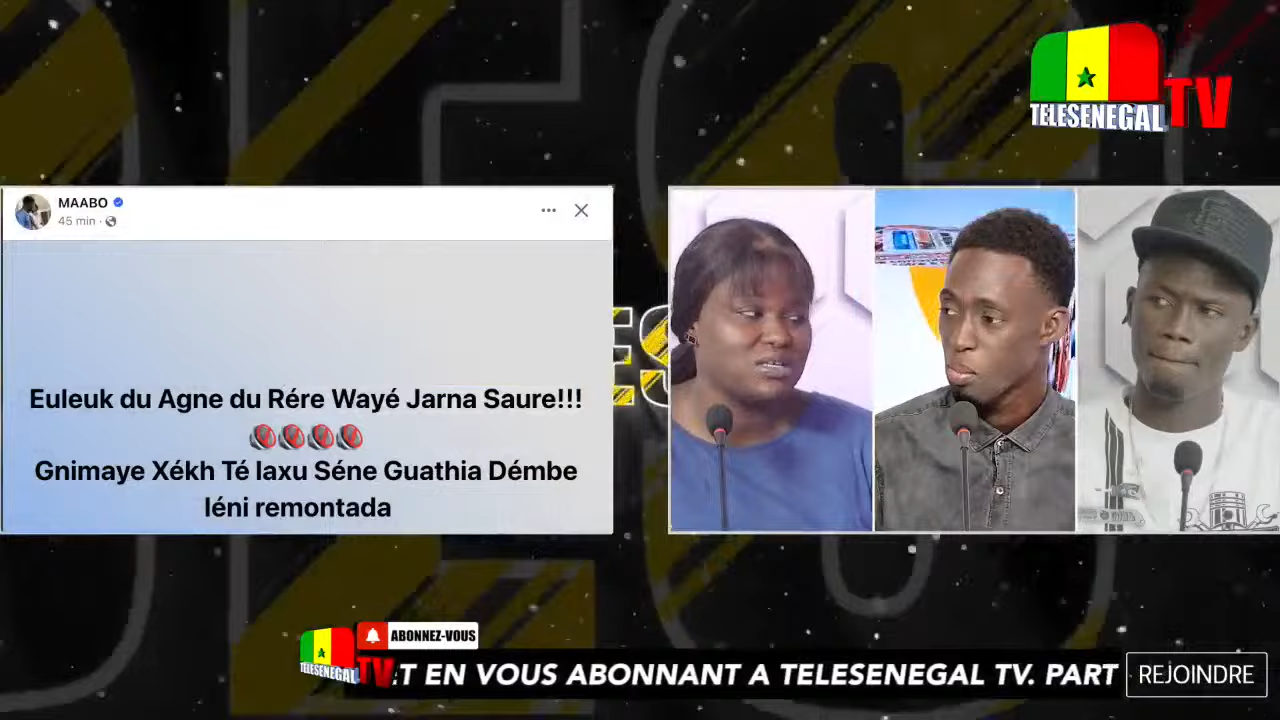 TELESENEGAL TV
MAABO
45 min
Euleuk du Agne du Rére Wayé Jarna Saure!!!
Gnimaye Xékh Té laxu Séne Guathia Démbe
léni remontada
ABONNEZ-VOUS
TELESENEGAL TV
ET EN VOUS ABONNANT A TELESENEGAL TV. PART
REJOINDRE